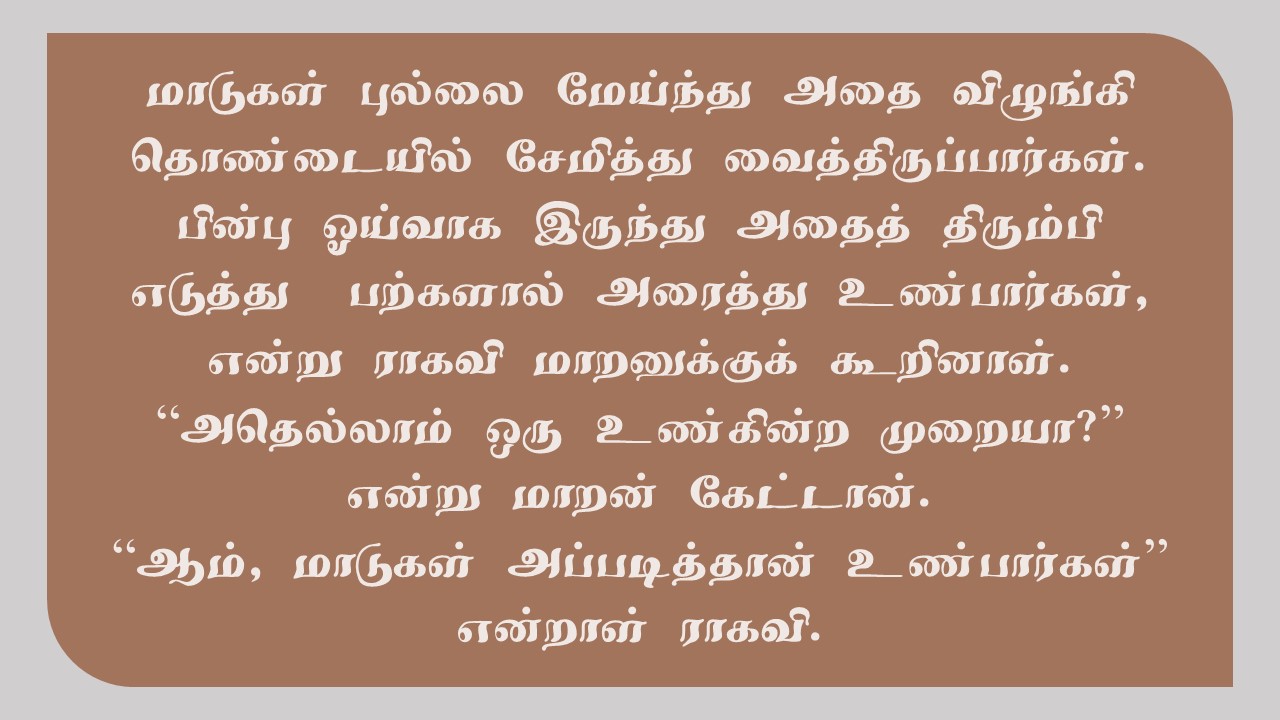 மாடுகள் புல்லை மேய்ந்து அதை விழுங்கி
தொண்டையில் சேமித்து வைத்திருப்பார்கள்.
பின்பு ஓய்வாக இருந்து அதைத் திரும்பி
எடுத்து பற்களால் அரைத்து உண்பார்கள்,
என்று ராகவி மாறனுக்குக் கூறினாள்.
“அதெல்லாம் ஒரு உண்கின்ற முறையா?”
என்று மாறன் கேட்டான்.
“ஆம், மாடுகள் அப்படித்தான் உண்பார்கள்”
என்றாள் ராகவி.